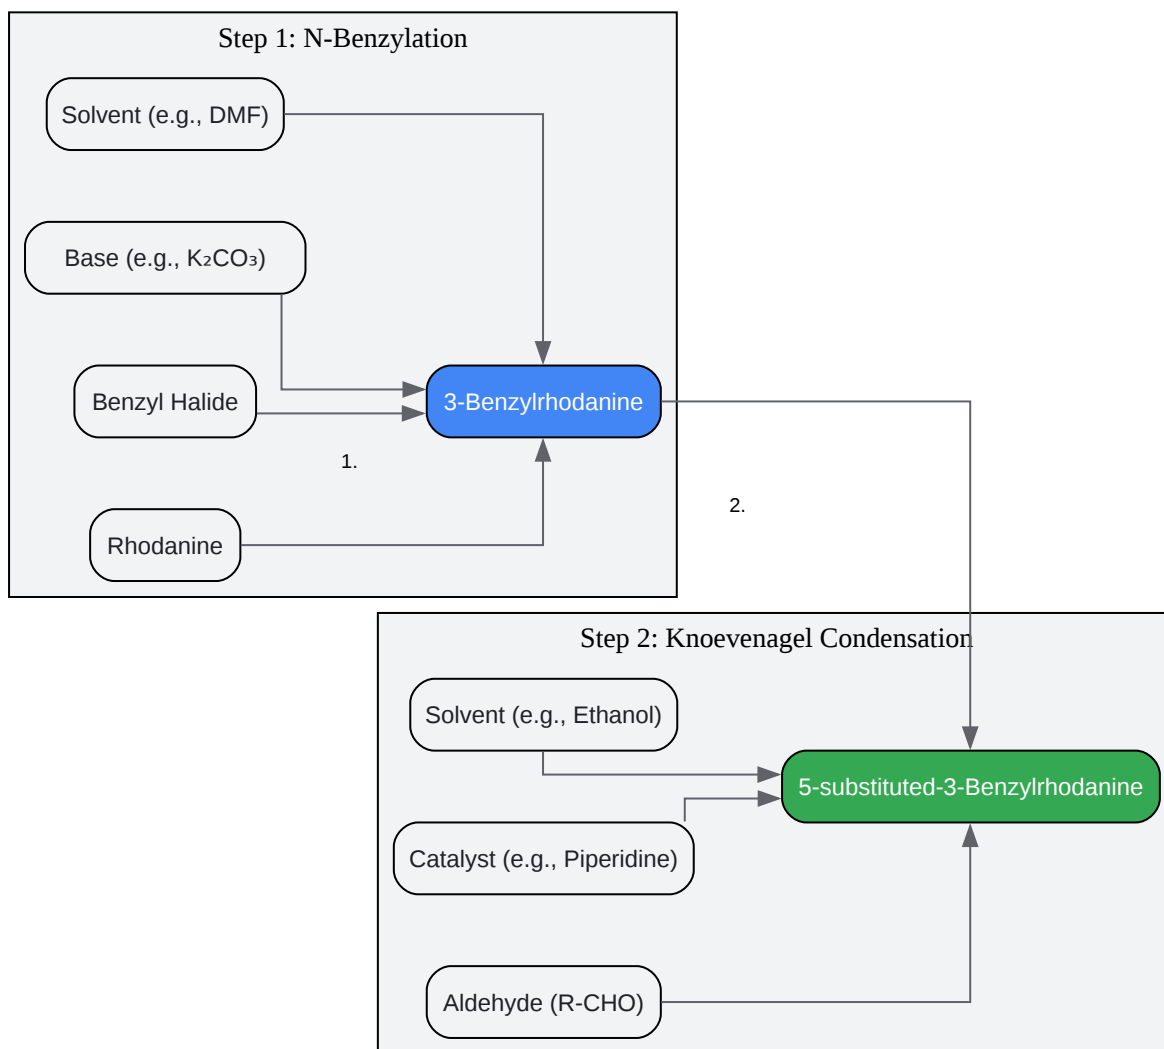 Step 1: N-Benzylation
Solvent (e.g., DMF)
Base (e.g., K₂CO₃)
Benzyl Halide
3-Benzylrhodanine
1.
Rhodanine
2.
Step 2: Knoevenagel Condensation
Solvent (e.g., Ethanol)
5-substituted-3-Benzylrhodanine
Catalyst (e.g., Piperidine)
Aldehyde (R-CHO)